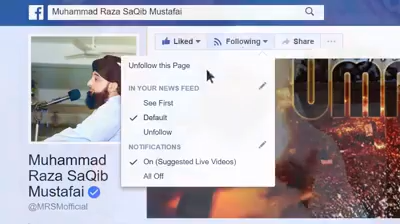 Muhammad Raza SaQib Mustafai
Liked
Following
Share
Unfollow this Page
IN YOUR NEWS FEED
See First
Default
Unfollow
NOTIFICATIONS
On (Suggested Live Videos)
All Off
Muhammad
Raza SaQib
Mustafai
@MRSMofficial